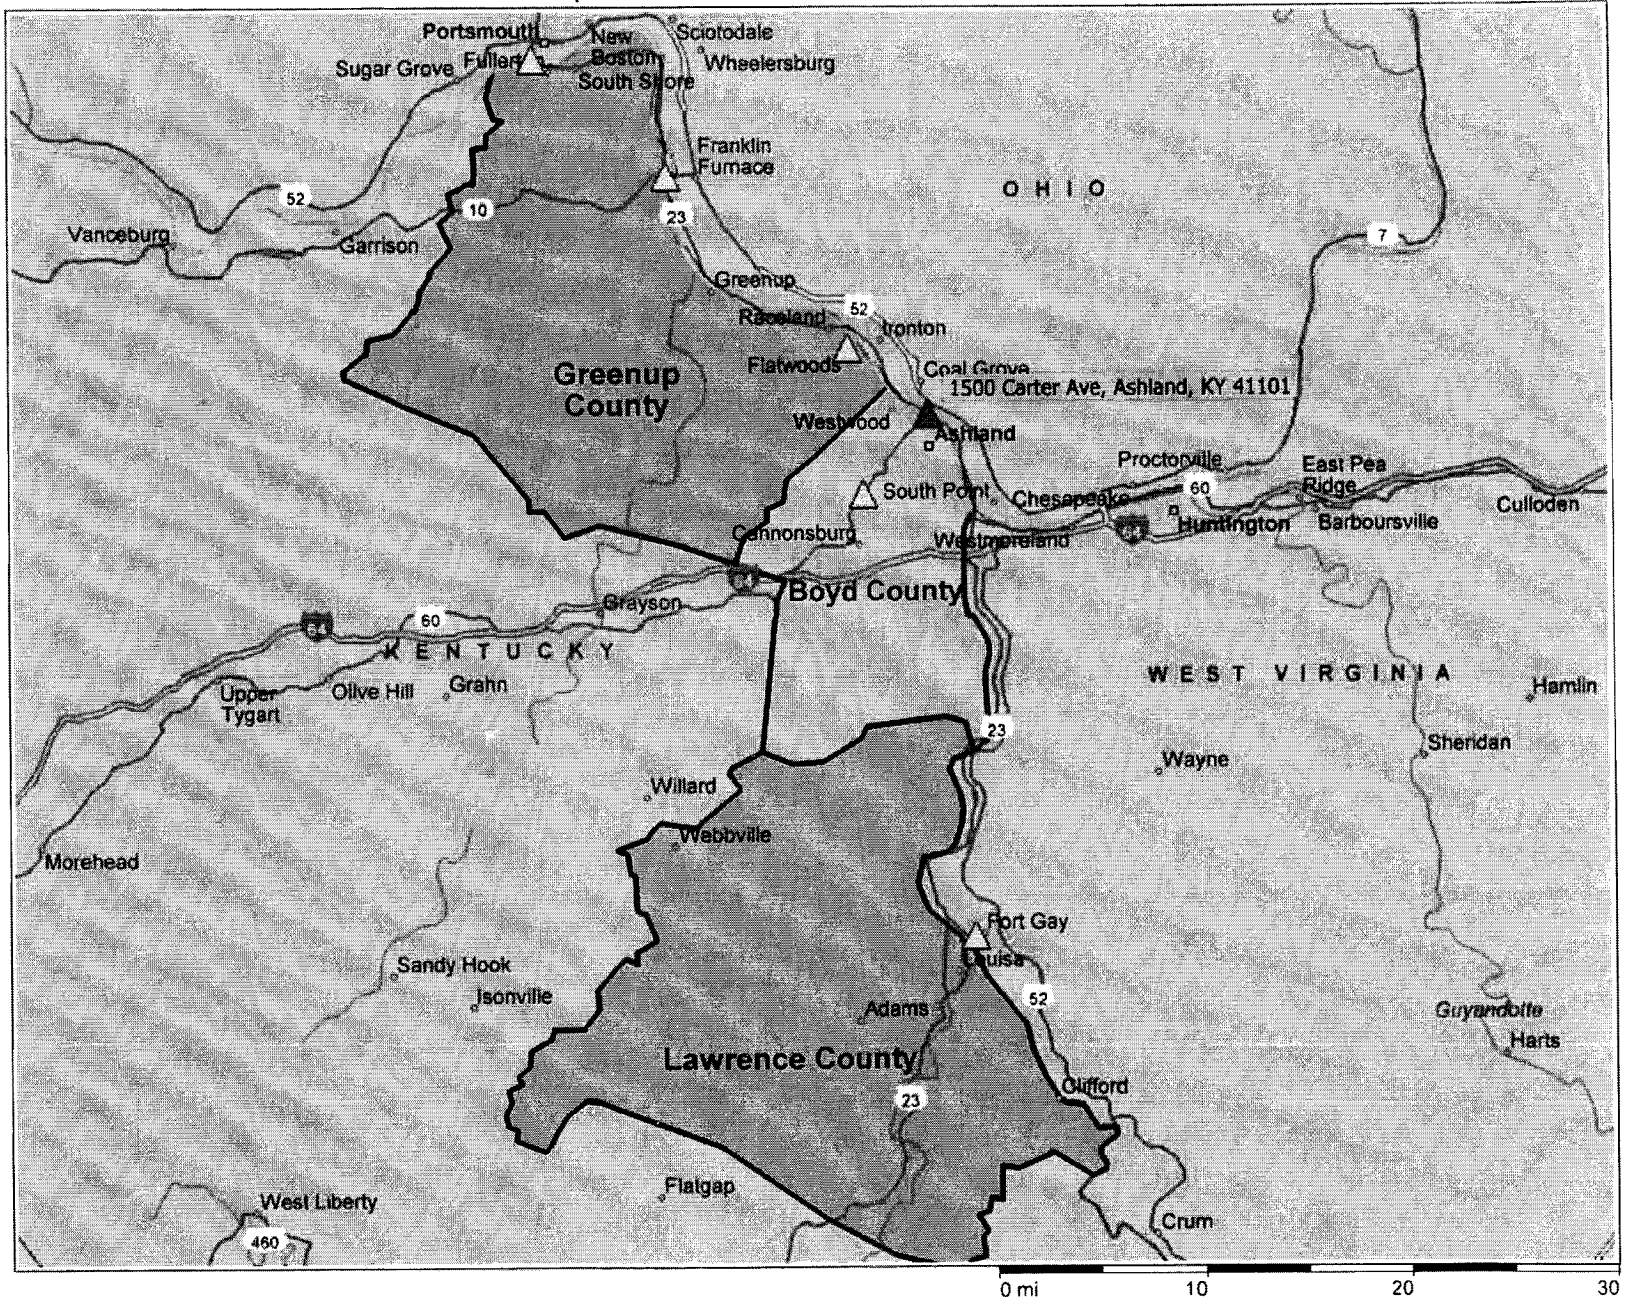 Portsmouth
New
Boston
Sciotodale
Sugar Grove
Fuller
Wheelersburg
South Shore
Franklin
Furnace
OHIO
52
10
23
Vanceburg
Garrison
7
Greenup
52
Raceland
Ironton
Flatwoods
Coal Grove
Greenup
County
1500 Carter Ave, Ashland, KY 41101
Westwood
Ashland
Proctorville
East Pea
Ridge
60
South Point
Chesapeake
Culloden
Huntington
Barboursville
Cannonsburg
Westmoreland
64
64
Boyd County
Grayson
60
64
KENTUCKY
WEST VIRGINIA
Upper
Tygart
Olive Hill
Grahn
Hamlin
23
Sheridan
Wayne
Willard
Webbville
Morehead
Fort Gay
Louisa
Sandy Hook
Isonville
52
Adams
Guyandotte
Harts
Lawrence County
23
Clifford
Flatgap
West Liberty
Crum
460
0 mi
10
20
30